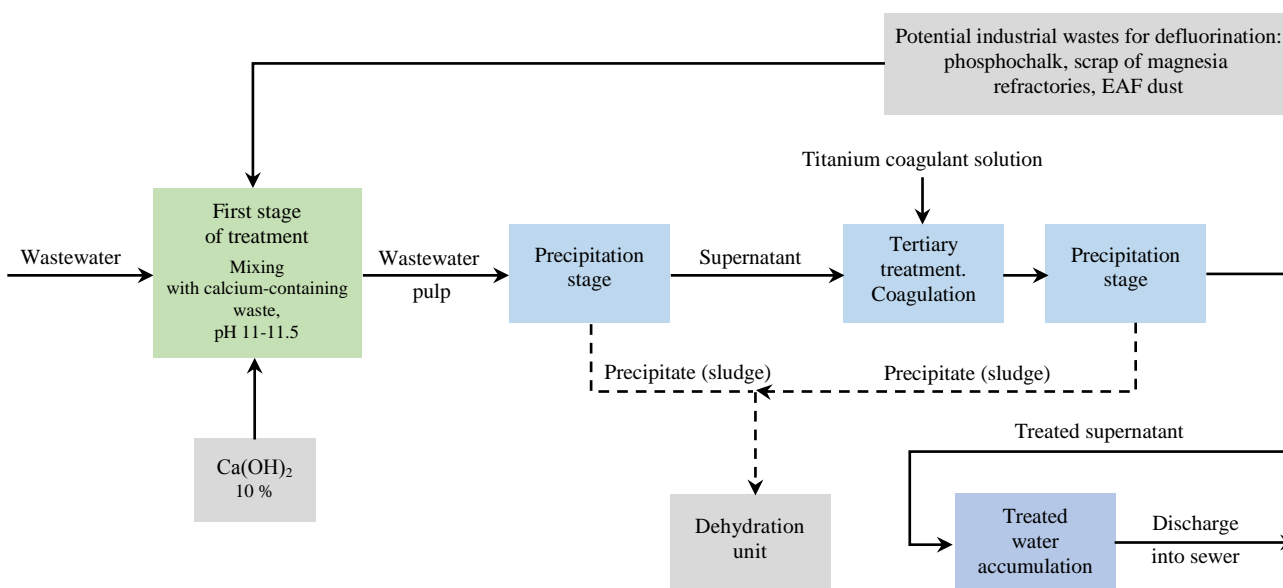 Potential industrial wastes for defluorination:
phosphochalk, scrap of magnesia
refractories, EAF dust
Titanium coagulant solution
First stage
of treatment
Mixing
with calcium-containing
waste,
pH 11-11.5
Wastewater
Wastewater
pulp
Precipitation
stage
Supernatant
Tertiary
treatment.
Coagulation
Precipitation
stage
Precipitate (sludge)
Precipitate (sludge)
Ca(OH)₂
10 %
Dehydration
unit
Treated supernatant
Treated
water
accumulation
Discharge
into sewer